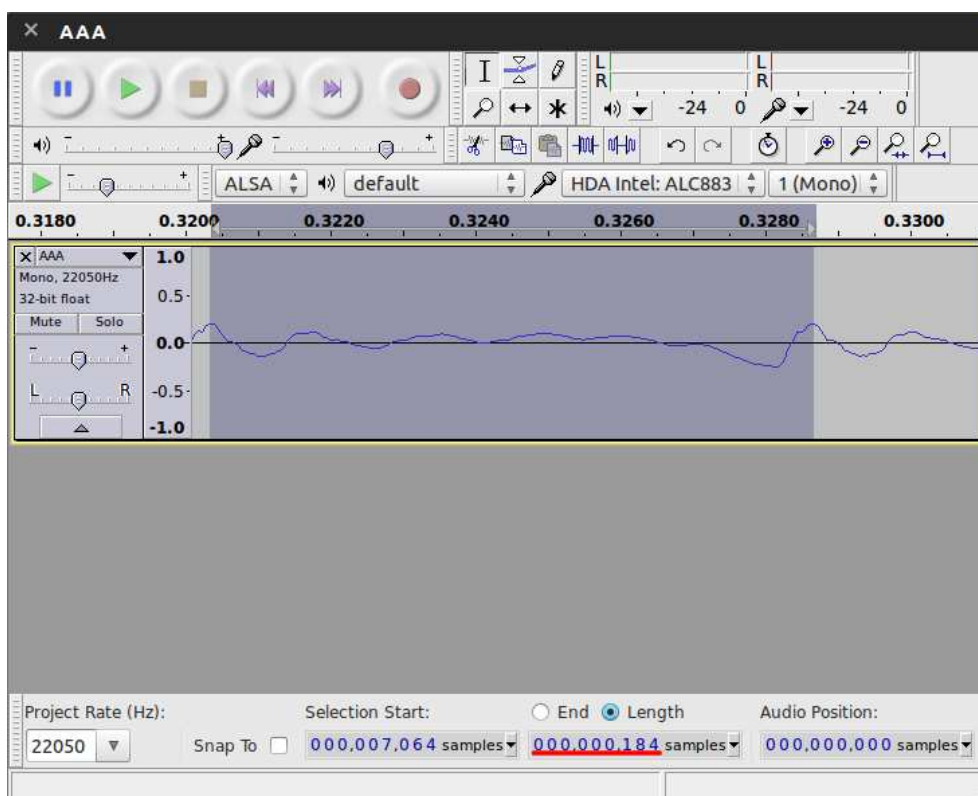 × AAA
L
R
-24 0
L
R
-24 0
- +
- +
- +
ALSA
default
HDA Intel: ALC883
1 (Mono)
0.3180 0.3200 0.3220 0.3240 0.3260 0.3280 0.3300
× AAA
Mono, 22050Hz
32-bit float
Mute Solo
- +
L R
1.0
0.5
0.0
-0.5
-1.0
Project Rate (Hz): Selection Start: End Length Audio Position:
22050 Snap To 000,007,064 samples 000,000,184 samples 000,000,000 samples